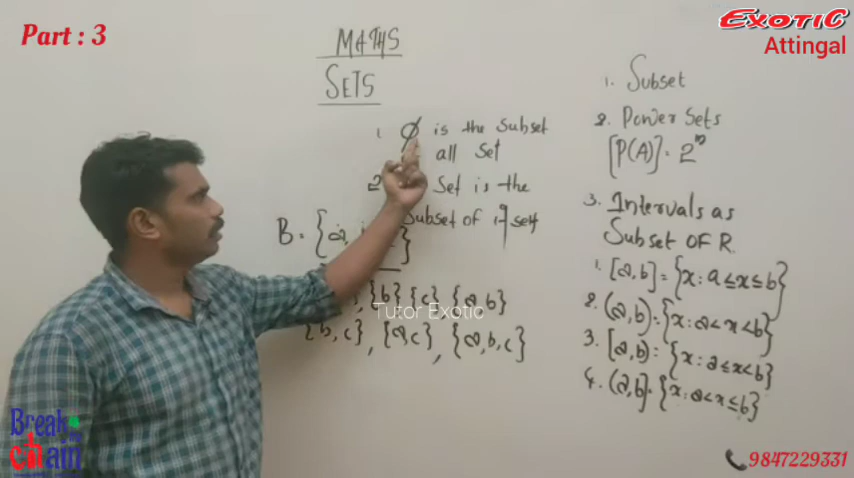 Part : 3
EXOTIC
Attingal
MATHS
SETS
1. Ø is the Subset
all Set
2 Set is the
Subset of itself
B = {a,
{b} {c}, {a, b}
{b, c}, {a, c}, {a, b, c}
Tutor Exotic
1. Subset
2. Power Sets
[P(A)] = 2ⁿ
3. Intervals as
Subset OF R.
1. [a, b] = {x : a ≤ x ≤ b}
2. (a, b) = {x : a < x < b}
3. [a, b) = {x : a ≤ x < b}
4. (a, b] = {x : a < x ≤ b}
Break
the
chain
9847229331